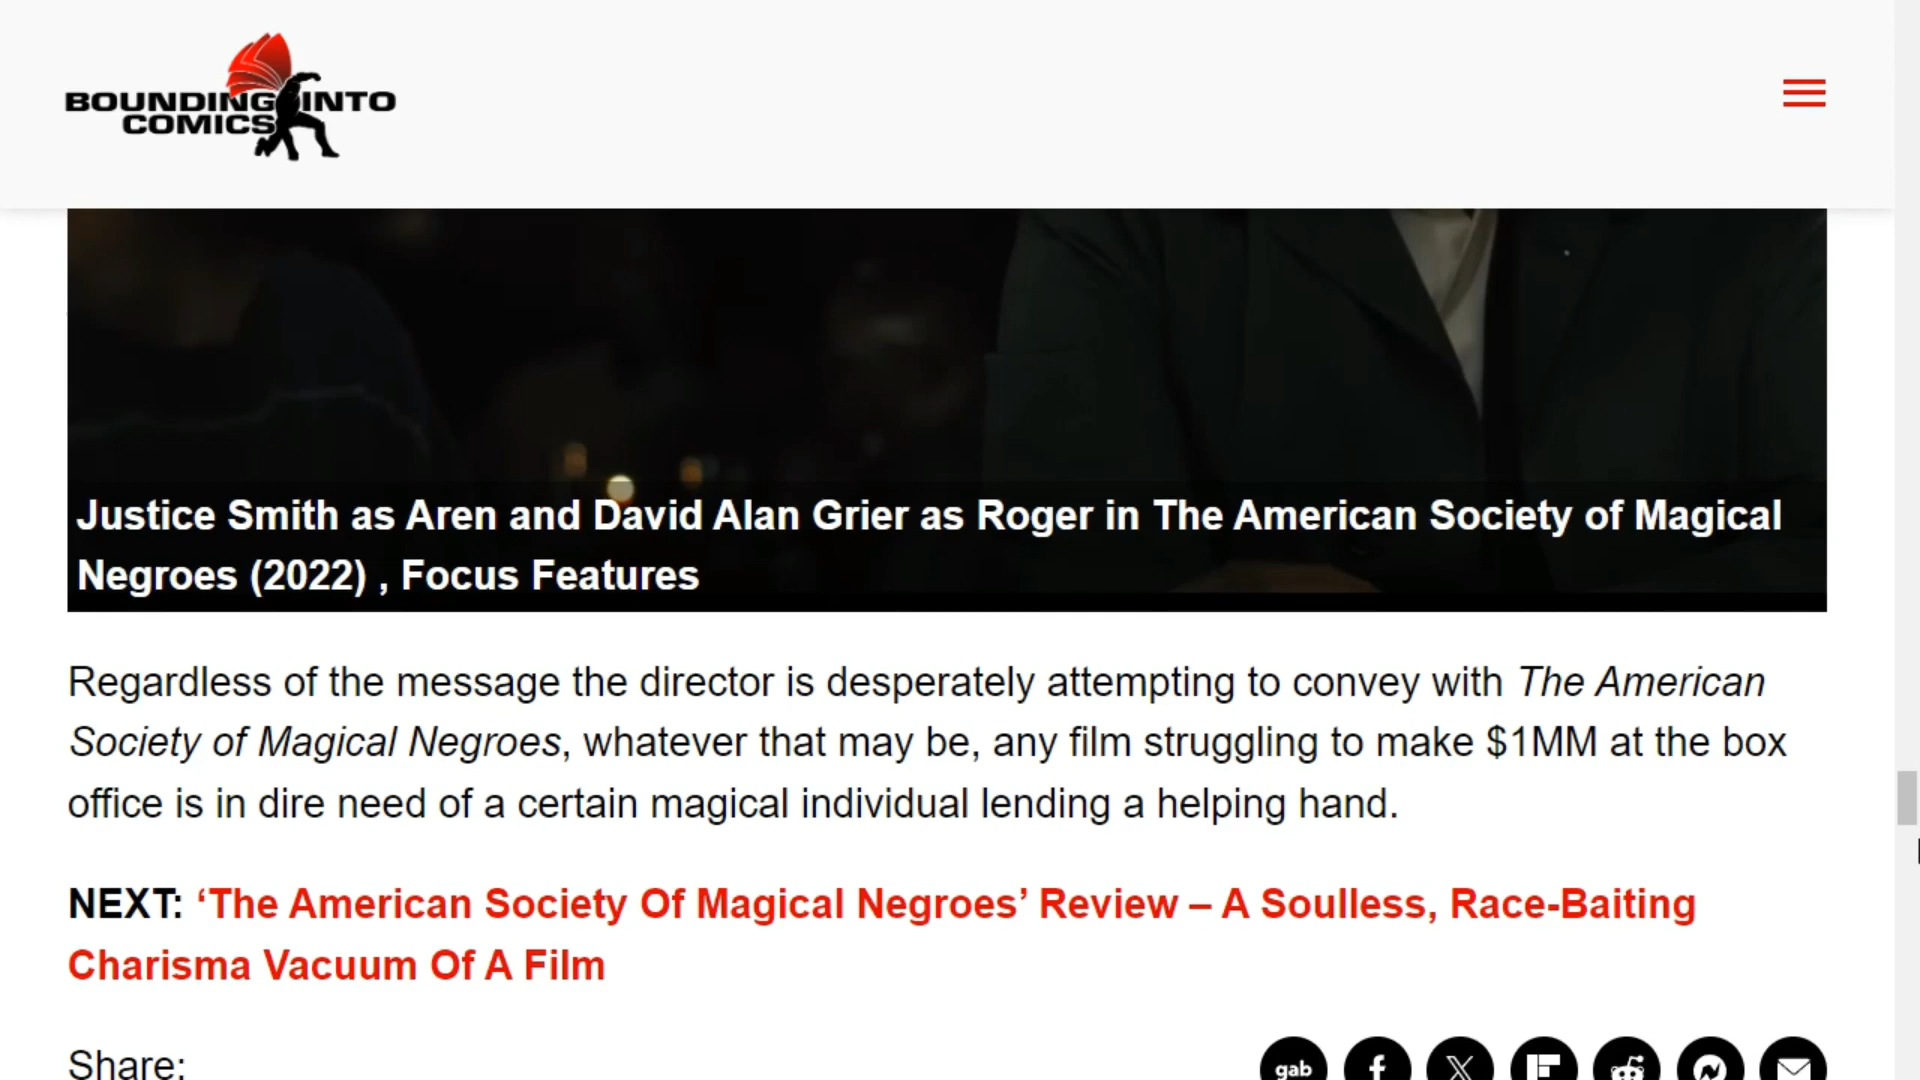 BOUNDING INTO
COMICS
Justice Smith as Aren and David Alan Grier as Roger in The American Society of Magical
Negroes (2022) , Focus Features
Regardless of the message the director is desperately attempting to convey with The American
Society of Magical Negroes, whatever that may be, any film struggling to make $1MM at the box
office is in dire need of a certain magical individual lending a helping hand.
NEXT: ‘The American Society Of Magical Negroes’ Review – A Soulless, Race-Baiting
Charisma Vacuum Of A Film
Share:
gab